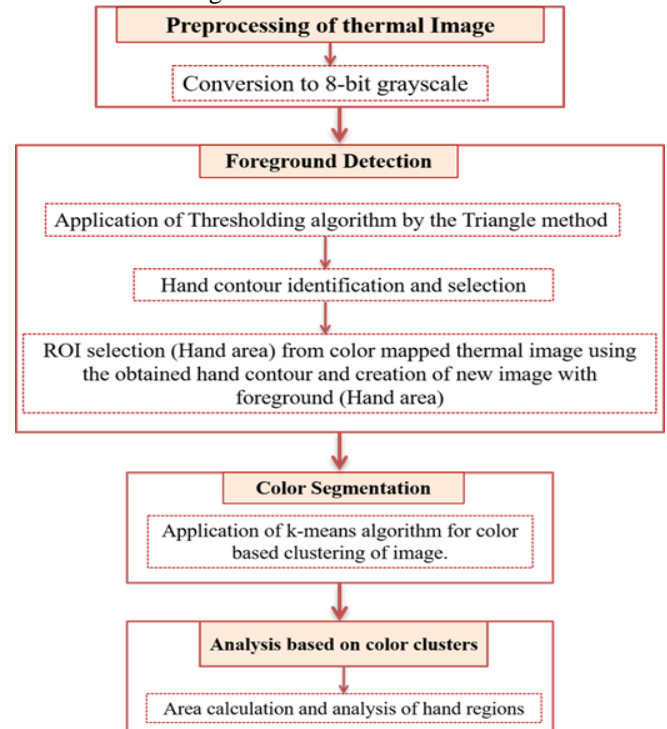 Preprocessing of thermal Image
Conversion to 8-bit grayscale
Foreground Detection
Application of Thresholding algorithm by the Triangle method
Hand contour identification and selection
ROI selection (Hand area) from color mapped thermal image using
the obtained hand contour and creation of new image with
foreground (Hand area)
Color Segmentation
Application of k-means algorithm for color
based clustering of image.
Analysis based on color clusters
Area calculation and analysis of hand regions